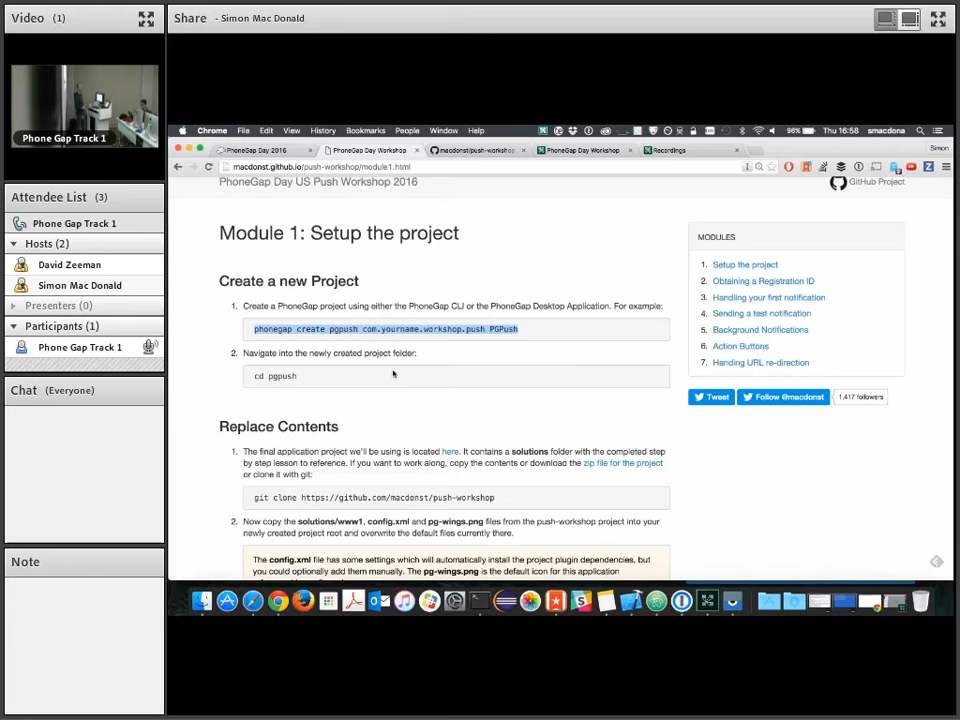 Video (1)
Phone Gap Track 1
Attendee List (3)
Phone Gap Track 1
Hosts (2)
David Zeeman
Simon Mac Donald
Presenters (0)
Participants (1)
Phone Gap Track 1
Chat (Everyone)
Note
Share - Simon Mac Donald
Chrome File Edit View History Bookmarks People Window Help
98% Thu 16:58 smacdona
PhoneGap Day 2016
PhoneGap Day Workshop
macdonst/push-workshop
PhoneGap Day Workshop
Recordings
Simon
macdonst.github.io/push-workshop/module1.html
PhoneGap Day US Push Workshop 2016
GitHub Project
Module 1: Setup the project
Create a new Project
1. Create a PhoneGap project using either the PhoneGap CLI or the PhoneGap Desktop Application. For example:
phonegap create pgpush com.yourname.workshop.push PGPush
2. Navigate into the newly created project folder:
cd pgpush
Replace Contents
1. The final application project we'll be using is located here. It contains a solutions folder with the completed step
by step lesson to reference. If you want to work along, copy the contents or download the zip file for the project
or clone it with git:
git clone https://github.com/macdonst/push-workshop
2. Now copy the solutions/www1, config.xml and pg-wings.png files from the push-workshop project into your
newly created project root and overwrite the default files currently there.
The config.xml file has some settings which will automatically install the project plugin dependencies, but
you could optionally add them manually. The pg-wings.png is the default icon for this application
MODULES
1. Setup the project
2. Obtaining a Registration ID
3. Handling your first notification
4. Sending a test notification
5. Background Notifications
6. Action Buttons
7. Handing URL re-direction
Tweet
Follow @macdonst
1,417 followers